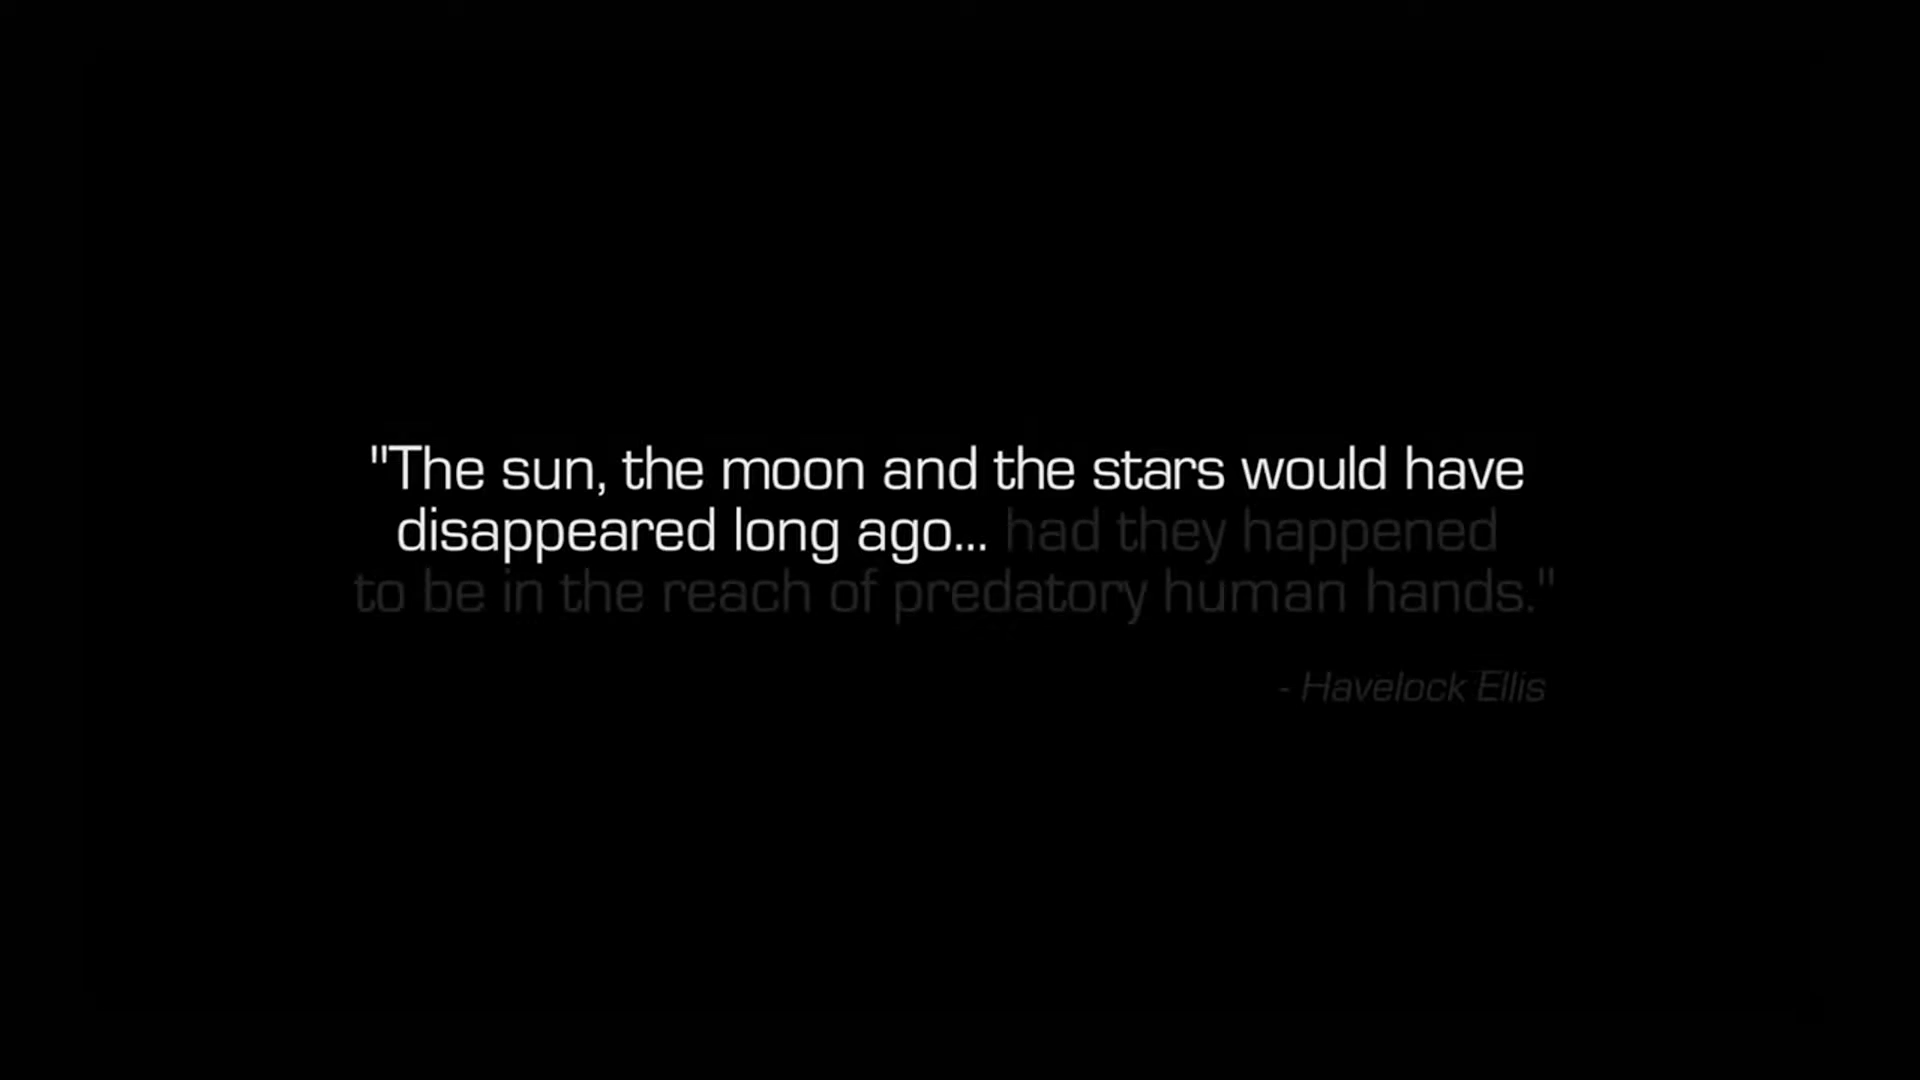 "The sun, the moon and the stars would have
disappeared long ago... had they happened
to be in the reach of predatory human hands."
- Havelock Ellis